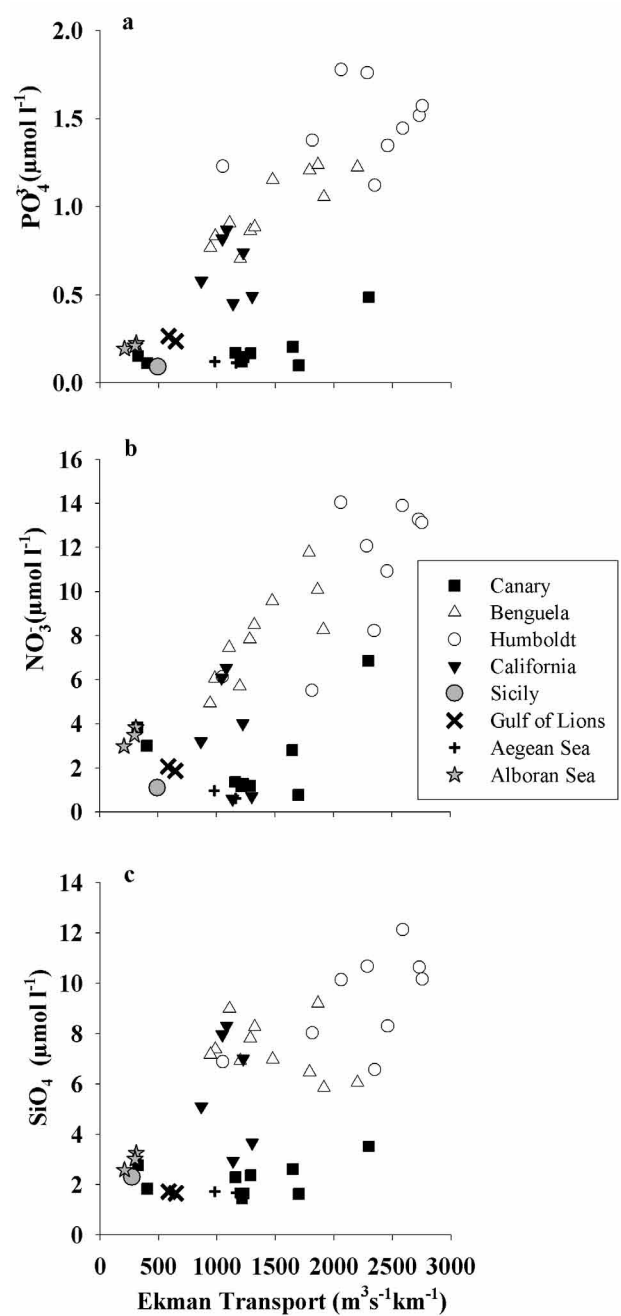 a
2.0
1.5
1.0
0.5
0.0
PO₄³⁻(µmol l⁻¹)
b
16
14
12
10
8
6
4
2
0
NO₃⁻(µmol l⁻¹)
Canary
Benguela
Humboldt
California
Sicily
Gulf of Lions
Aegean Sea
Alboran Sea
c
14
12
10
8
6
4
2
0
SiO₄ (µmol l⁻¹)
0 500 1000 1500 2000 2500 3000
Ekman Transport (m³s⁻¹km⁻¹)